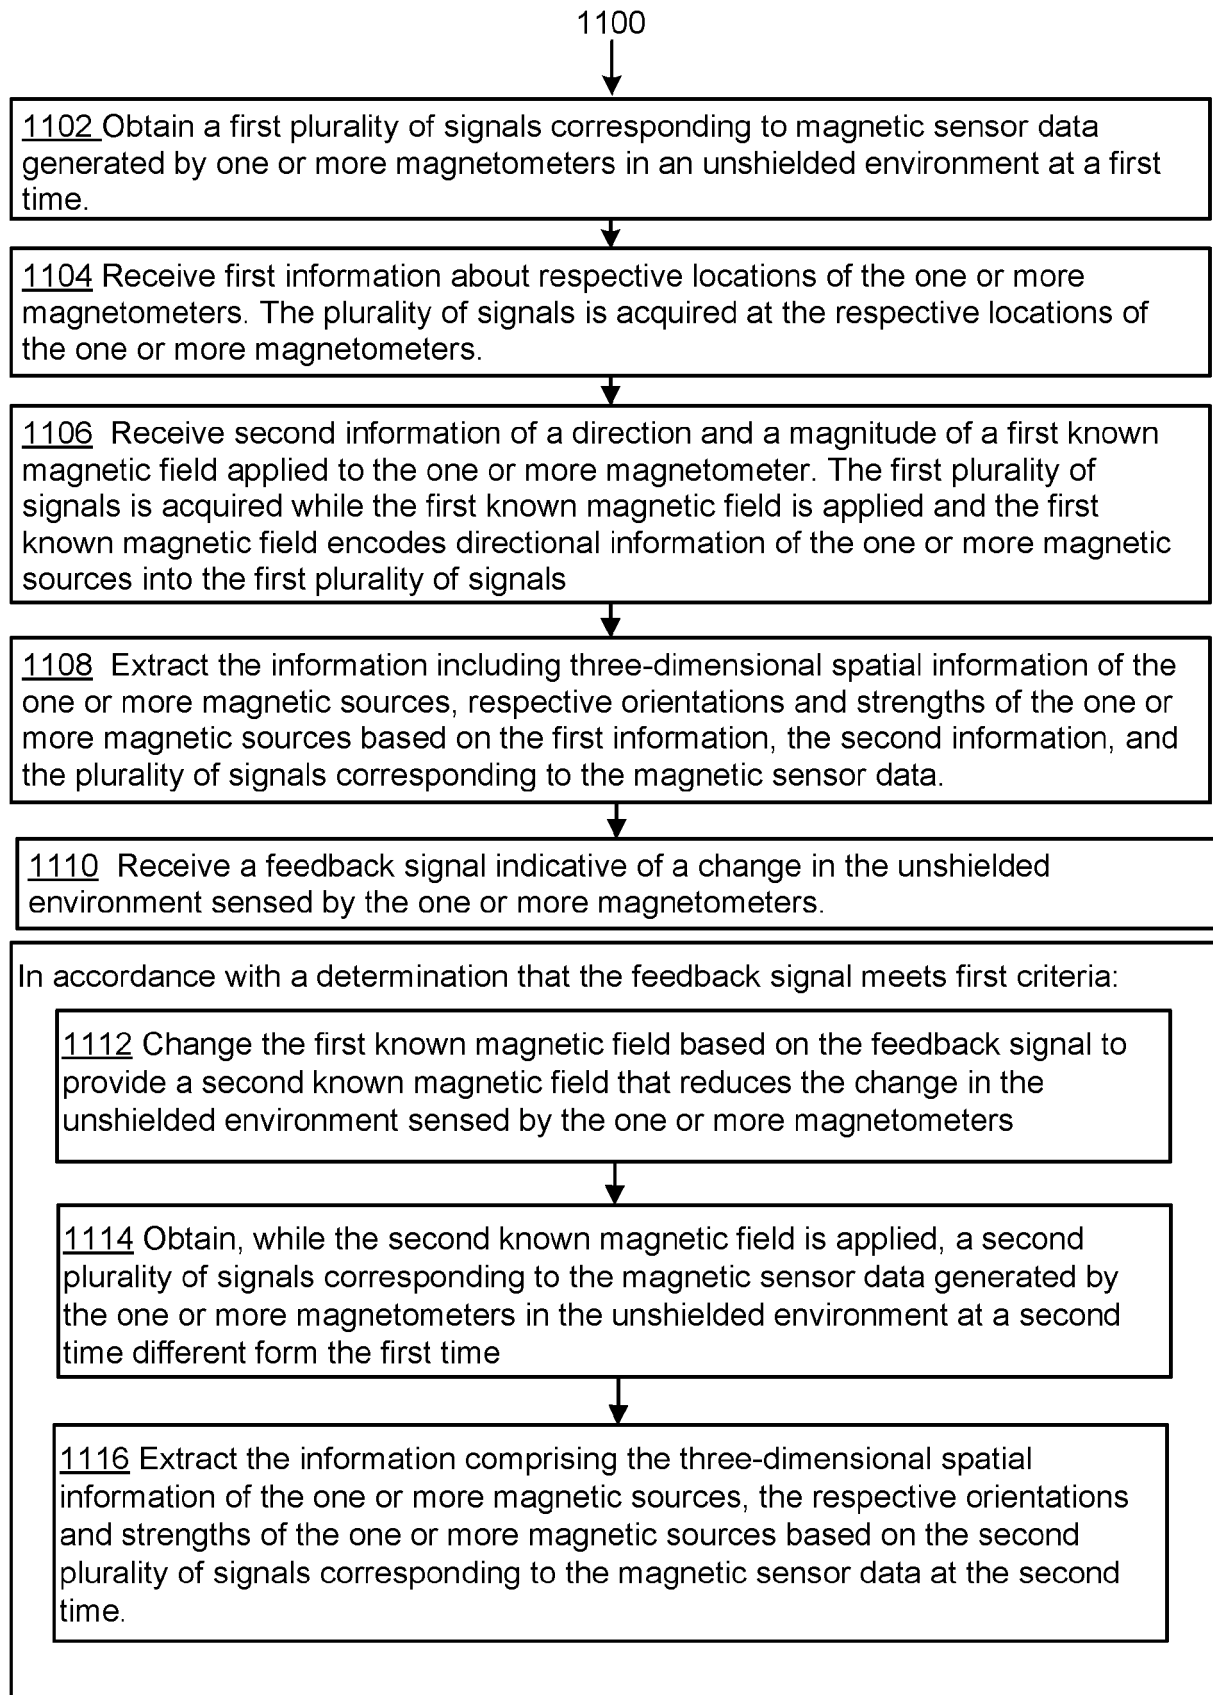 1100
1102 Obtain a first plurality of signals corresponding to magnetic sensor data
generated by one or more magnetometers in an unshielded environment at a first
time.
1104 Receive first information about respective locations of the one or more
magnetometers. The plurality of signals is acquired at the respective locations of
the one or more magnetometers.
1106 Receive second information of a direction and a magnitude of a first known
magnetic field applied to the one or more magnetometer. The first plurality of
signals is acquired while the first known magnetic field is applied and the first
known magnetic field encodes directional information of the one or more magnetic
sources into the first plurality of signals
1108 Extract the information including three-dimensional spatial information of the
one or more magnetic sources, respective orientations and strengths of the one or
more magnetic sources based on the first information, the second information, and
the plurality of signals corresponding to the magnetic sensor data.
1110 Receive a feedback signal indicative of a change in the unshielded
environment sensed by the one or more magnetometers.
In accordance with a determination that the feedback signal meets first criteria:
1112 Change the first known magnetic field based on the feedback signal to
provide a second known magnetic field that reduces the change in the
unshielded environment sensed by the one or more magnetometers
1114 Obtain, while the second known magnetic field is applied, a second
plurality of signals corresponding to the magnetic sensor data generated by
the one or more magnetometers in the unshielded environment at a second
time different form the first time
1116 Extract the information comprising the three-dimensional spatial
information of the one or more magnetic sources, the respective orientations
and strengths of the one or more magnetic sources based on the second
plurality of signals corresponding to the magnetic sensor data at the second
time.